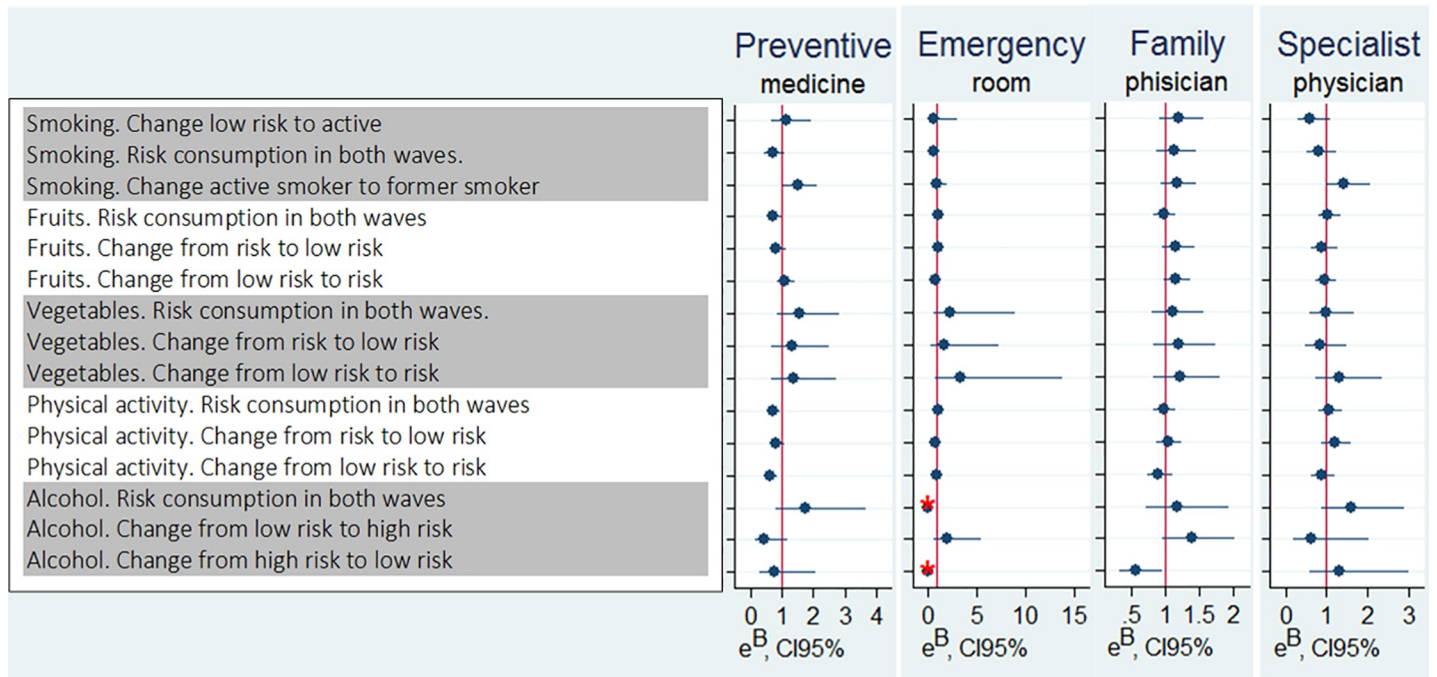 Preventive Emergency Family Specialist
medicine room phisician physician
Smoking. Change low risk to active
Smoking. Risk consumption in both waves.
Smoking. Change active smoker to former smoker
Fruits. Risk consumption in both waves
Fruits. Change from risk to low risk
Fruits. Change from low risk to risk
Vegetables. Risk consumption in both waves.
Vegetables. Change from risk to low risk
Vegetables. Change from low risk to risk
Physical activity. Risk consumption in both waves
Physical activity. Change from risk to low risk
Physical activity. Change from low risk to risk
Alcohol. Risk consumption in both waves
Alcohol. Change from low risk to high risk
Alcohol. Change from high risk to low risk
* 
*
0 1 2 3 4 0 5 10 15 .5 1 1.5 2 0 1 2 3
e^B, CI95% e^B, CI95% e^B, CI95% e^B, CI95%